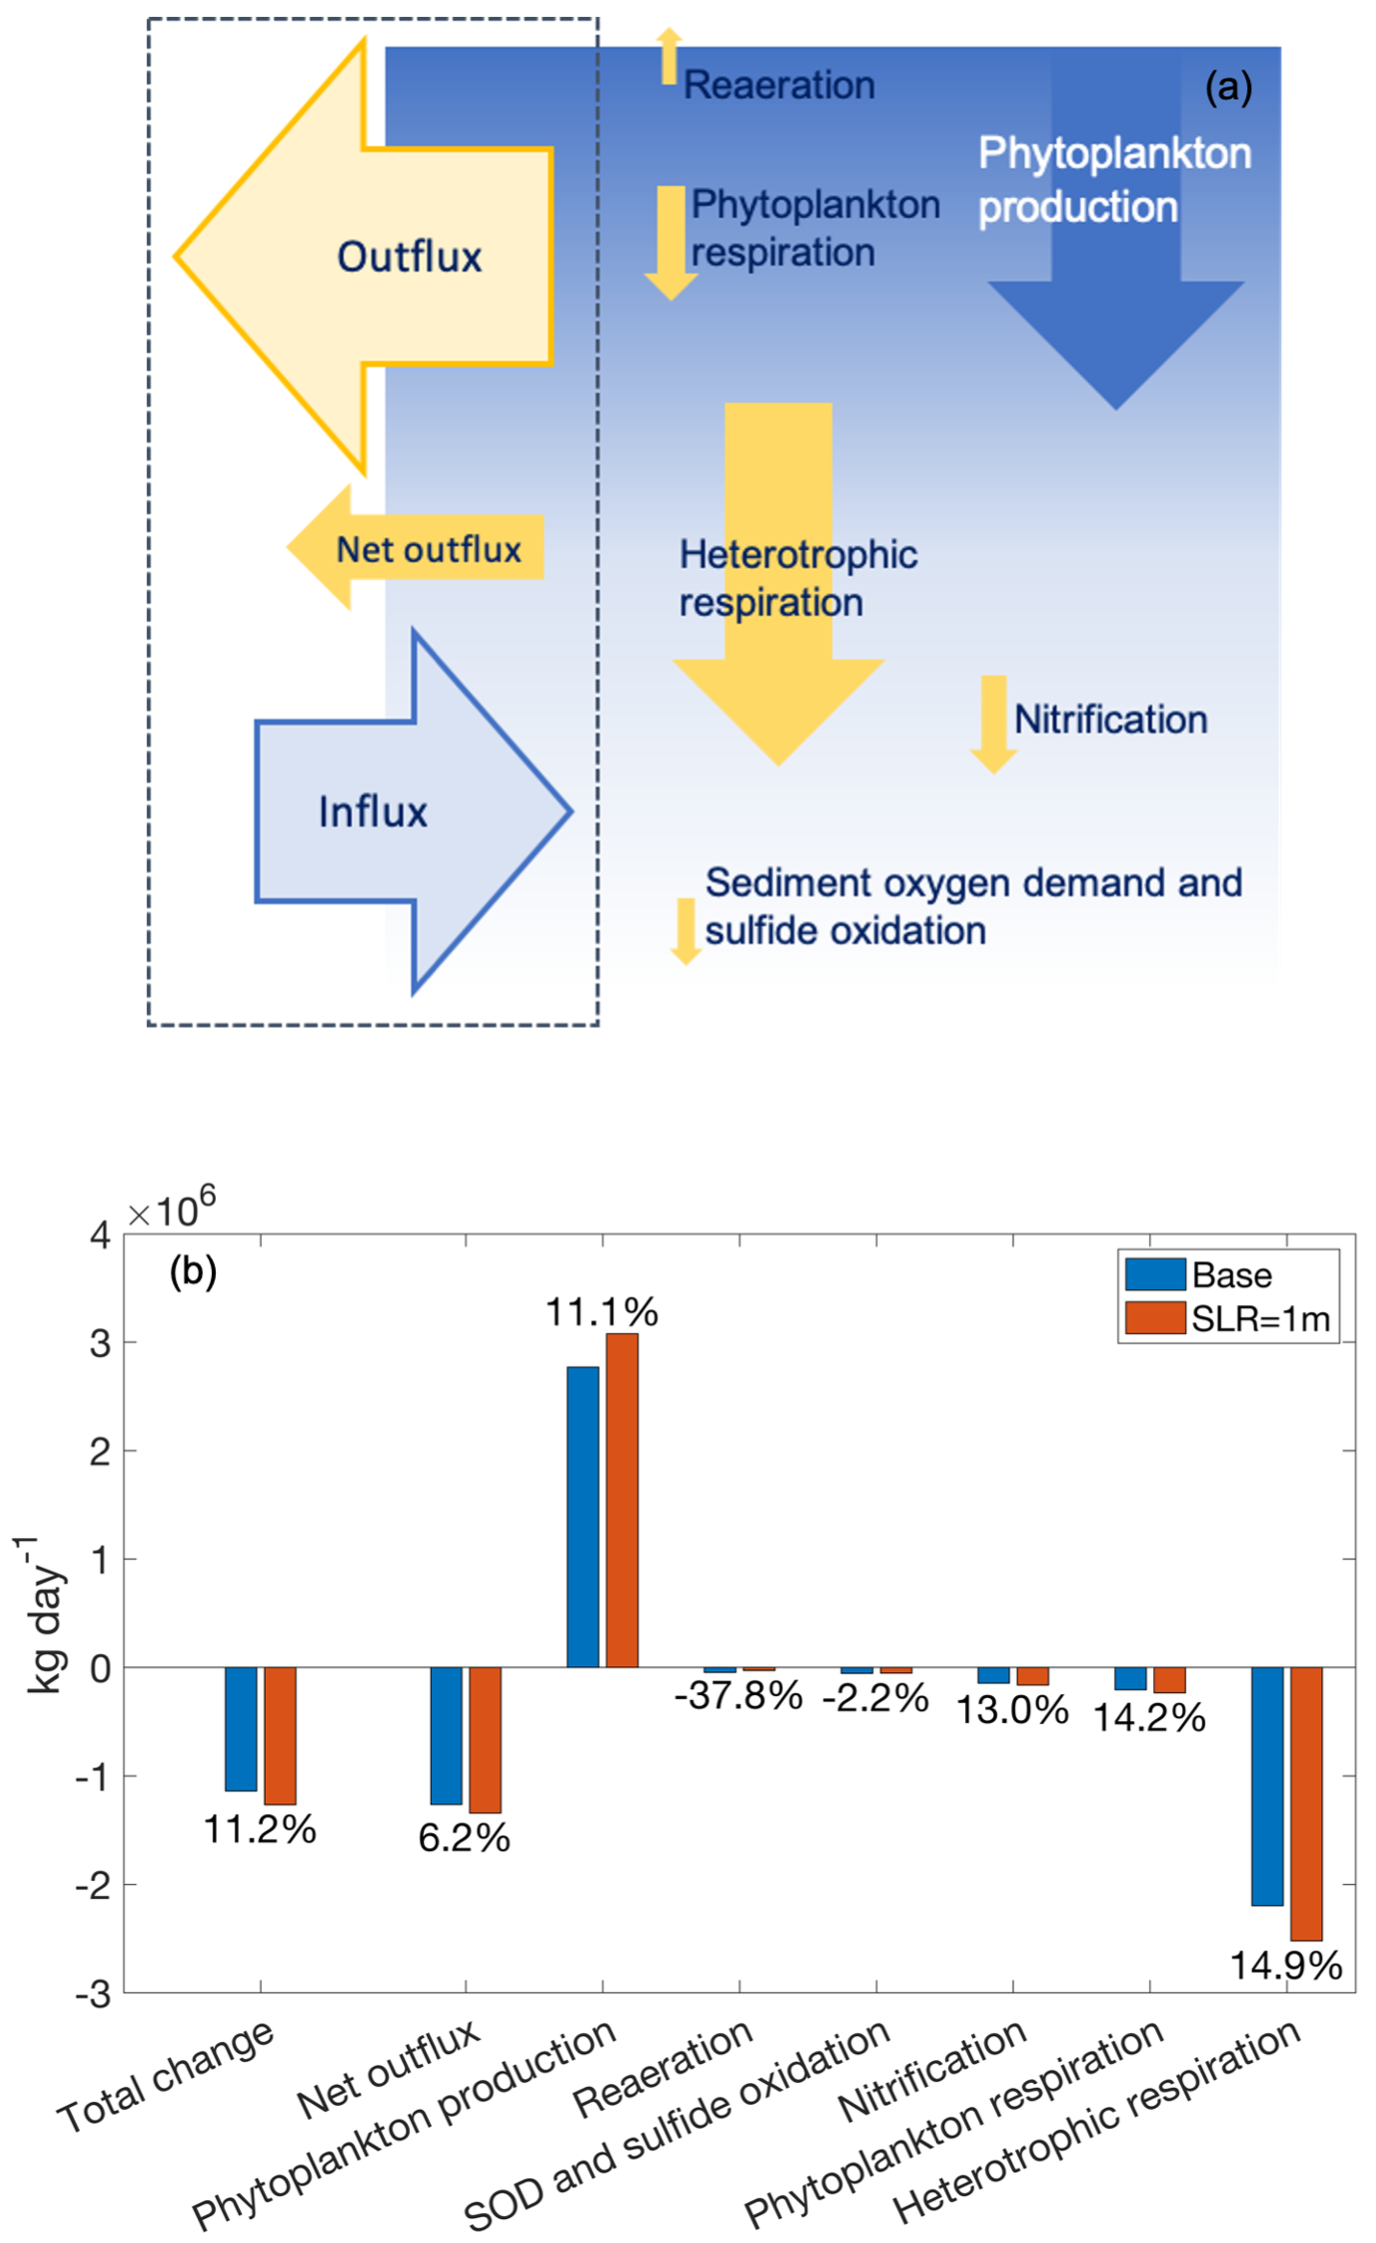 (a)
Reaeration
Phytoplankton
production
Phytoplankton
respiration
Outflux
Net outflux
Heterotrophic
respiration
Nitrification
Influx
Sediment oxygen demand and
sulfide oxidation
×10⁶
(b)
Base
SLR=1m
4
3
2
1
0
-1
-2
-3
kg day⁻¹
11.1%
-37.8%
-2.2%
13.0%
14.2%
11.2%
6.2%
14.9%
Total change
Net outflux
Phytoplankton production
Reaeration
SOD and sulfide oxidation
Nitrification
Phytoplankton respiration
Heterotrophic respiration